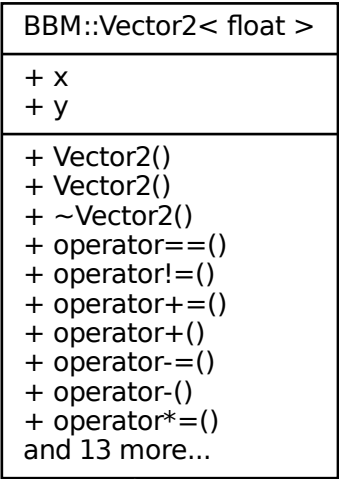 BBM::Vector2< float >
+ x
+ y
+ Vector2()
+ Vector2()
+ ~Vector2()
+ operator==()
+ operator!=()
+ operator+=()
+ operator+()
+ operator-=()
+ operator-()
+ operator*=()
and 13 more...